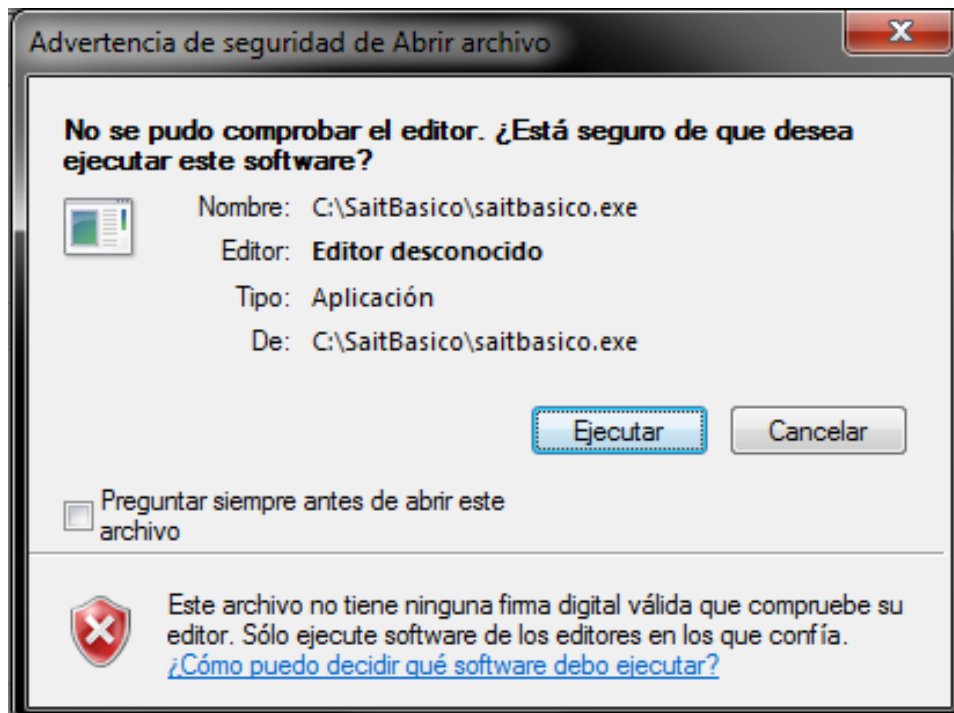 Advertencia de seguridad de Abrir archivo
No se pudo comprobar el editor. ¿Está seguro de que desea
ejecutar este software?
Nombre: C:\SaitBasico\saitbasico.exe
Editor: Editor desconocido
Tipo: Aplicación
De: C:\SaitBasico\saitbasico.exe
Ejecutar Cancelar
Preguntar siempre antes de abrir este
archivo
Este archivo no tiene ninguna firma digital válida que compruebe su
editor. Sólo ejecute software de los editores en los que confía.
¿Cómo puedo decidir qué software debo ejecutar?